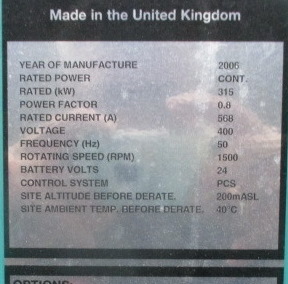 Made in the United Kingdom
YEAR OF MANUFACTURE 2005
RATED POWER CONT.
RATED (kW) 315
POWER FACTOR 0.8
RATED CURRENT (A) 568
VOLTAGE 400
FREQUENCY (Hz) 50
ROTATING SPEED (RPM) 1500
BATTERY VOLTS 24
CONTROL SYSTEM PCS
SITE ALTITUDE BEFORE DERATE. 200mASL
SITE AMBIENT TEMP. BEFORE DERATE. 40°C
OPTIONS: